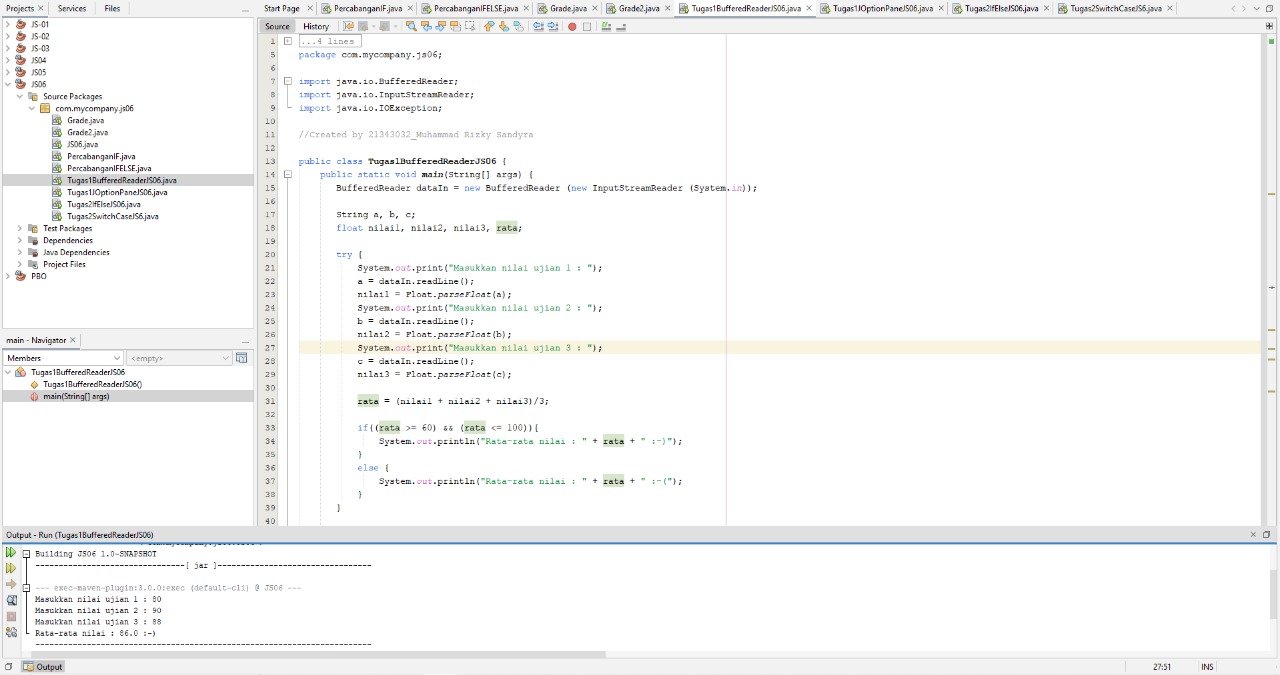 Projects × Services Files
JS-01
JS-02
JS-03
JS04
JS05
JS06
Source Packages
com.mycompany.js06
Grade.java
Grade2.java
JS06.java
PercabanganIF.java
PercabanganIFELSE.java
Tugas1BufferedReaderJS06.java
Tugas1JOptionPaneJS06.java
Tugas2IfElseJS06.java
Tugas2SwitchCaseJS06.java
Test Packages
Dependencies
Java Dependencies
Project Files
PBO
main - Navigator ×
Members <empty>
Tugas1BufferedReaderJS06
Tugas1BufferedReaderJS06()
main(String[] args)
Start Page × PercabanganIF.java × PercabanganIFELSE.java × Grade.java × Grade2.java × Tugas1BufferedReaderJS06.java × Tugas1JOptionPaneJS06.java × Tugas2IfElseJS06.java × Tugas2SwitchCaseJS06.java ×
Source History
1 ...4 lines
5 package com.mycompany.js06;
6
7 import java.io.BufferedReader;
8 import java.io.InputStreamReader;
9 import java.io.IOException;
10
11 //Created by 21343032_Muhammad Rizky Sandyra
12
13 public class Tugas1BufferedReaderJS06 {
14 public static void main(String[] args) {
15 BufferedReader dataIn = new BufferedReader (new InputStreamReader (System.in));
16
17 String a, b, c;
18 float nilai1, nilai2, nilai3, rata;
19
20 try {
21 System.out.print("Masukkan nilai ujian 1 : ");
22 a = dataIn.readLine();
23 nilai1 = Float.parseFloat(a);
24 System.out.print("Masukkan nilai ujian 2 : ");
25 b = dataIn.readLine();
26 nilai2 = Float.parseFloat(b);
27 System.out.print("Masukkan nilai ujian 3 : ");
28 c = dataIn.readLine();
29 nilai3 = Float.parseFloat(c);
30
31 rata = (nilai1 + nilai2 + nilai3)/3;
32
33 if((rata >= 60) && (rata <= 100)){
34 System.out.println("Rata-rata nilai : " + rata + " :-)");
35 }
36 else {
37 System.out.println("Rata-rata nilai : " + rata + " :-(");
38 }
39 }
40
Output - Run (Tugas1BufferedReaderJS06)
Building JS06 1.0-SNAPSHOT
--------------------------------[ jar ]---------------------------------
--- exec-maven-plugin:3.0.0:exec (default-cli) @ JS06 ---
Masukkan nilai ujian 1 : 80
Masukkan nilai ujian 2 : 90
Masukkan nilai ujian 3 : 88
Rata-rata nilai : 86.0 :-)
------------------------------------------------------------------------
Output
27:51 INS